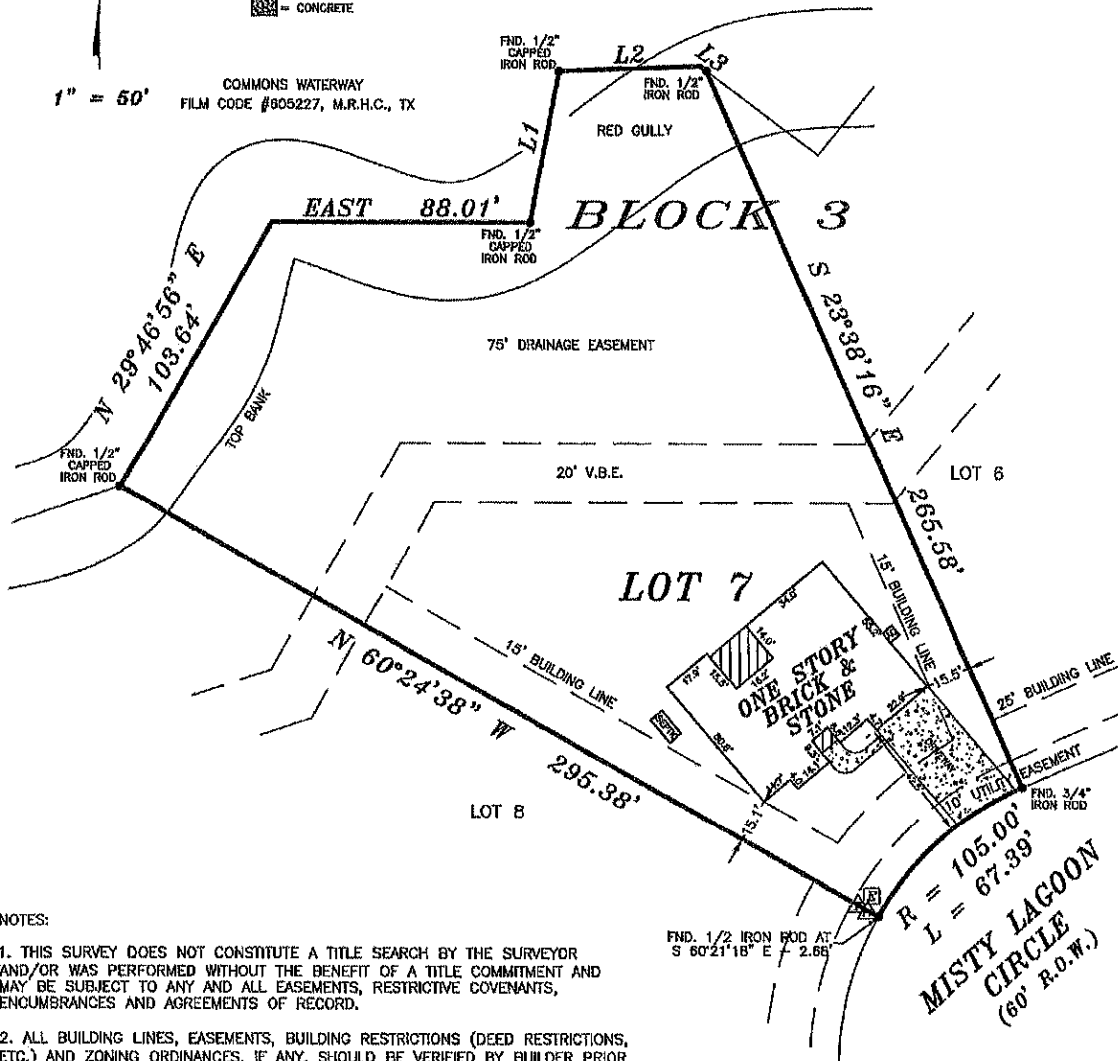 = CONCRETE
1" = 50'
COMMONS WATERWAY
FILM CODE #605227, M.R.H.C., TX
FND. 1/2"
CAPPED
IRON ROD
L2
L3
FND. 1/2"
IRON ROD
RED GULLY
L1
EAST 88.01'
FND. 1/2"
CAPPED
IRON ROD
BLOCK 3
N 29°46'56" E
103.64'
S 23°38'16" E
265.58'
75' DRAINAGE EASEMENT
TOP BANK
FND. 1/2"
CAPPED
IRON ROD
20' V.B.E.
LOT 6
LOT 7
15' BUILDING LINE
15' BUILDING LINE
N 60°24'38" W
295.38'
ONE STORY
BRICK &
STONE
14.0'
17.9'
15.5'
25' BUILDING LINE
10' UTILITY EASEMENT
FND. 3/4"
IRON ROD
LOT 8
15.1'
R = 105.00'
L = 67.39'
MISTY LAGOON
CIRCLE
(60' R.O.W.)
E
FND. 1/2 IRON ROD AT
S 60°21'18" E - 2.66'
NOTES:
1. THIS SURVEY DOES NOT CONSTITUTE A TITLE SEARCH BY THE SURVEYOR
AND/OR WAS PERFORMED WITHOUT THE BENEFIT OF A TITLE COMMITMENT AND
MAY BE SUBJECT TO ANY AND ALL EASEMENTS, RESTRICTIVE COVENANTS,
ENCUMBRANCES AND AGREEMENTS OF RECORD.
2. ALL BUILDING LINES, EASEMENTS, BUILDING RESTRICTIONS (DEED RESTRICTIONS,
ETC.) AND ZONING ORDINANCES, IF ANY, SHOULD BE VERIFIED BY BUILDER PRIOR